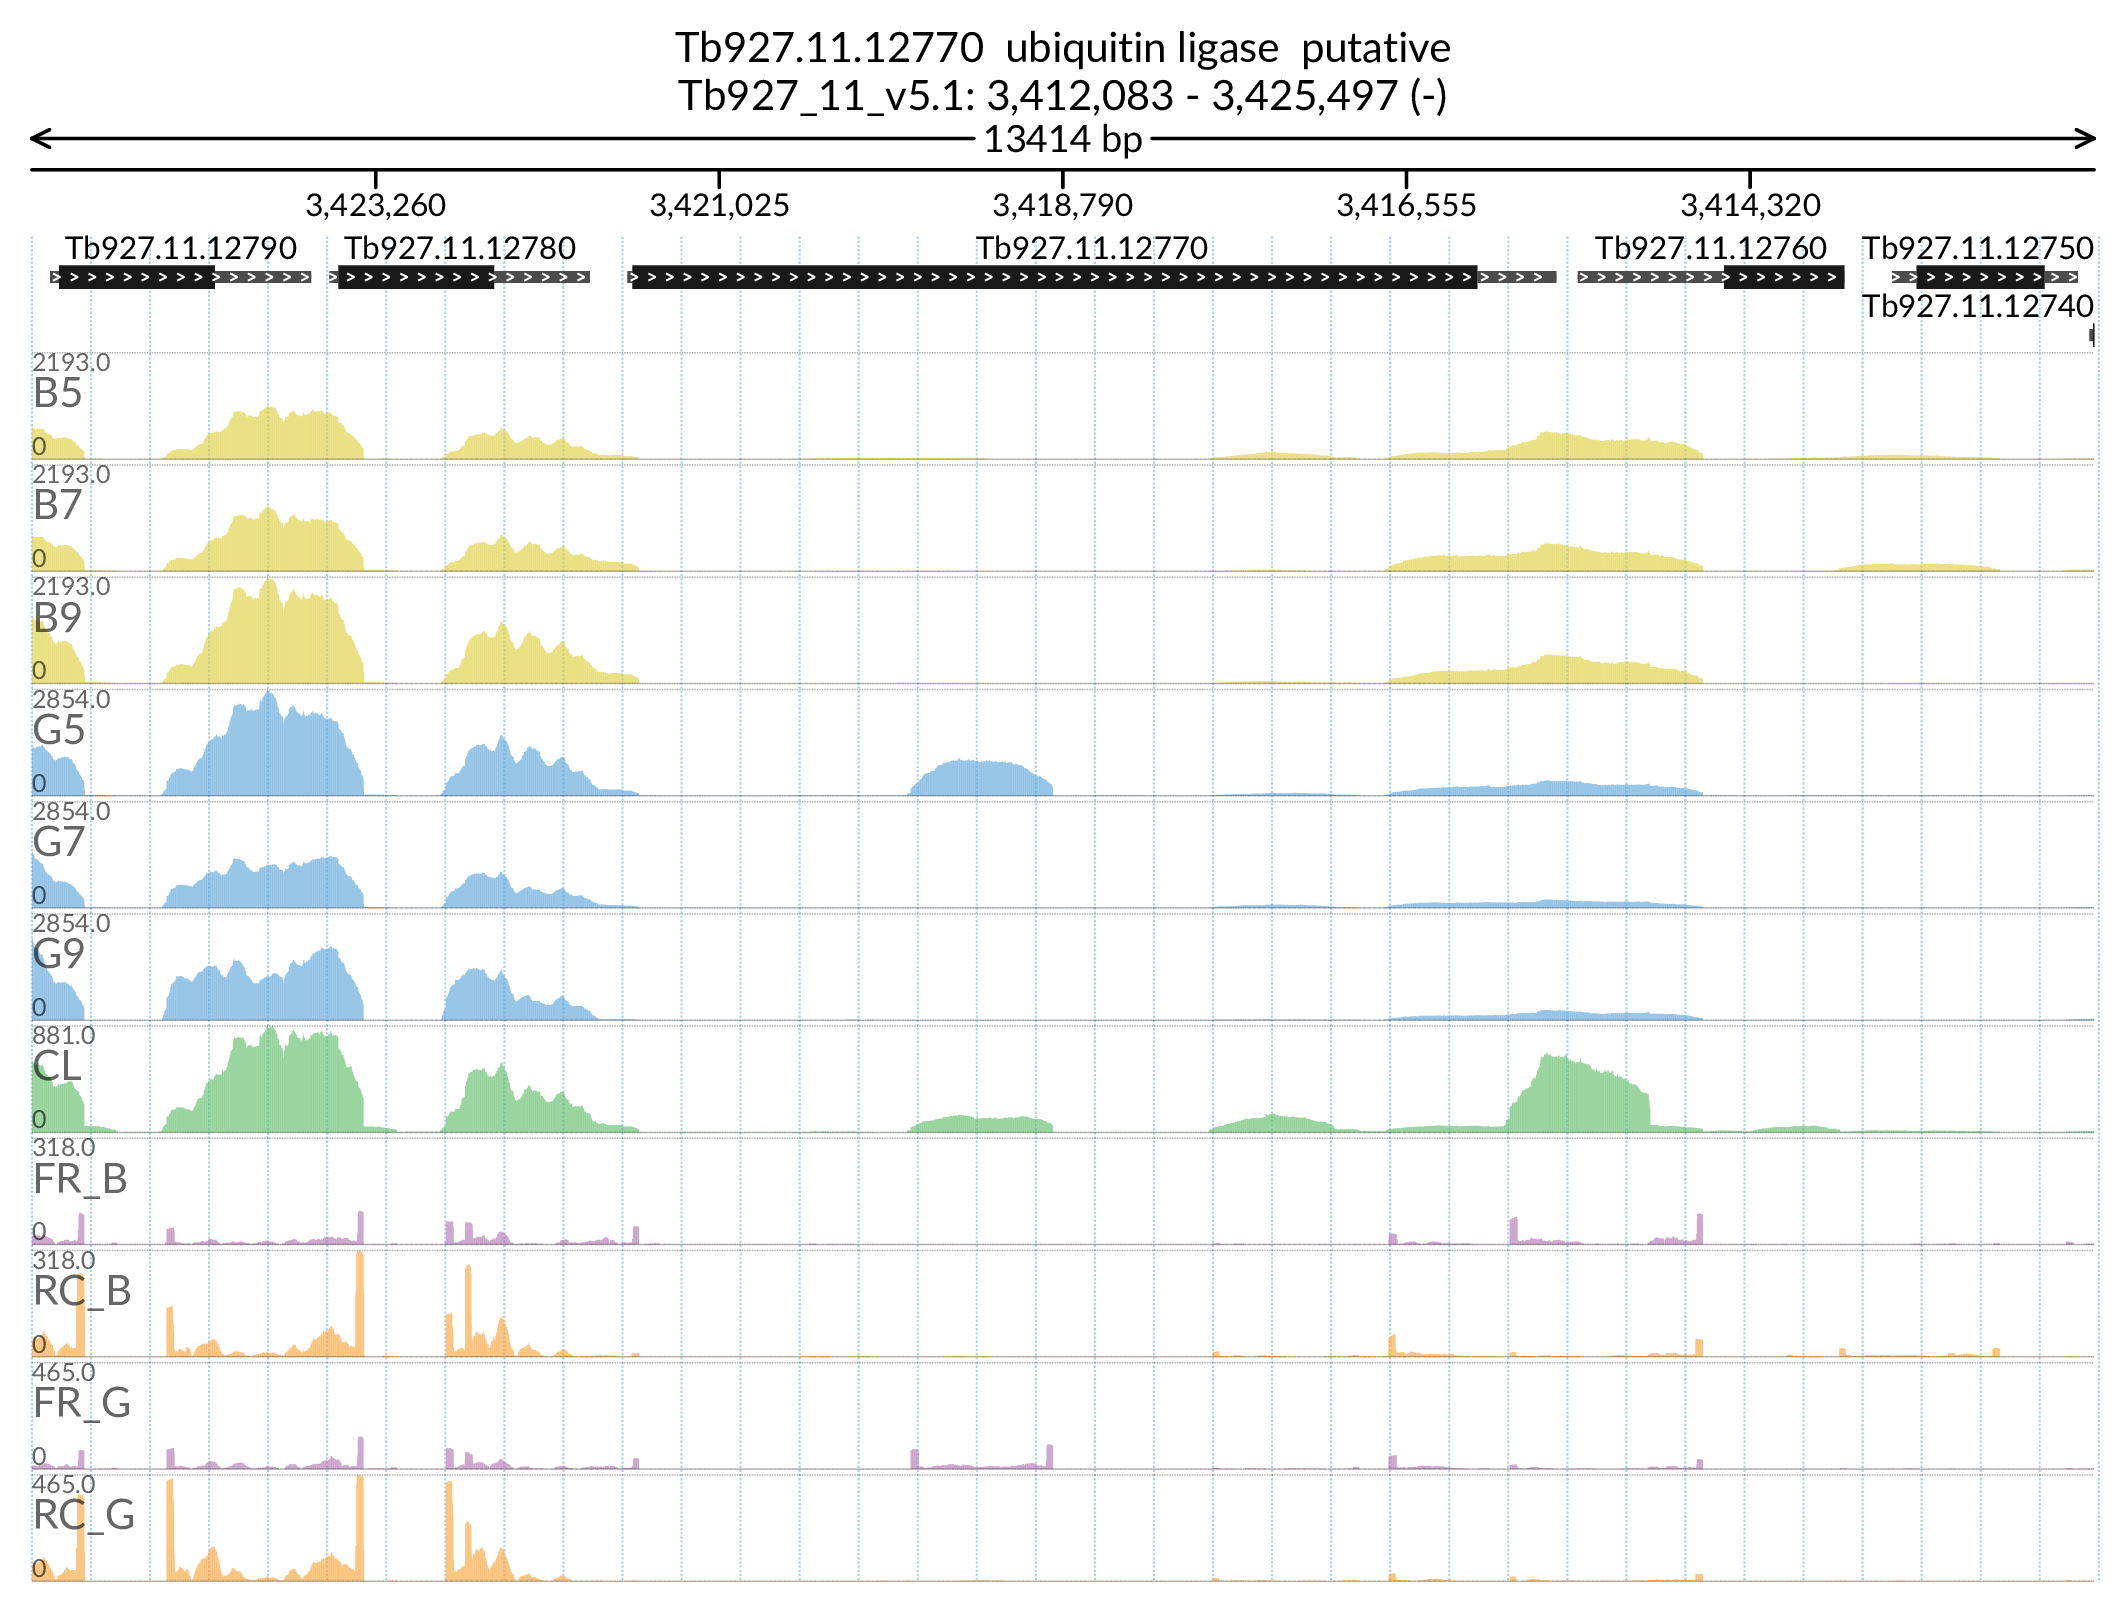 Tb927.11.12770  ubiquitin ligase  putative
Tb927_11_v5.1: 3,412,083 - 3,425,497 (-)
13414 bp
3,423,260 3,421,025 3,418,790 3,416,555 3,414,320
Tb927.11.12790 Tb927.11.12780 Tb927.11.12770 Tb927.11.12760 Tb927.11.12750
Tb927.11.12740
2193.0
B5
0
2193.0
B7
0
2193.0
B9
0
2854.0
G5
0
2854.0
G7
0
2854.0
G9
0
881.0
CL
0
318.0
FR_B
0
318.0
RC_B
0
465.0
FR_G
0
465.0
RC_G
0